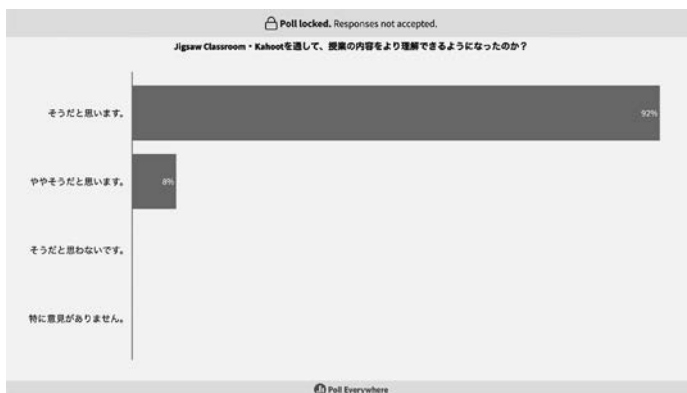 Poll locked. Responses not accepted.
Jigsaw Classroom・Kahootを通して、授業の内容をより理解できるようになったのか？
そうだと思います。
92%
ややそうだと思います。
8%
そうだと思わないです。
特に意見がありません。
Poll Everywhere